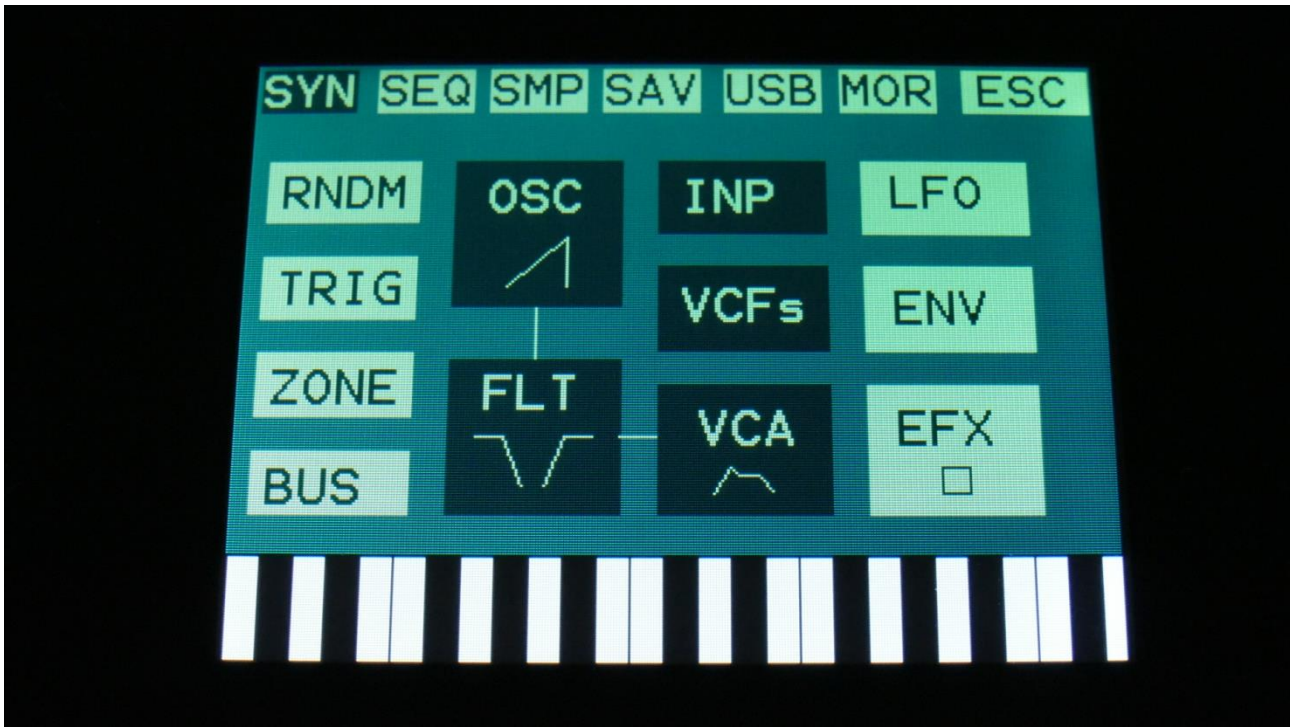 SYN SEQ SMP SAV USB MOR ESC
RNDM OSC INP LFO
TRIG VCFs ENV
ZONE FLT VCA EFX
BUS